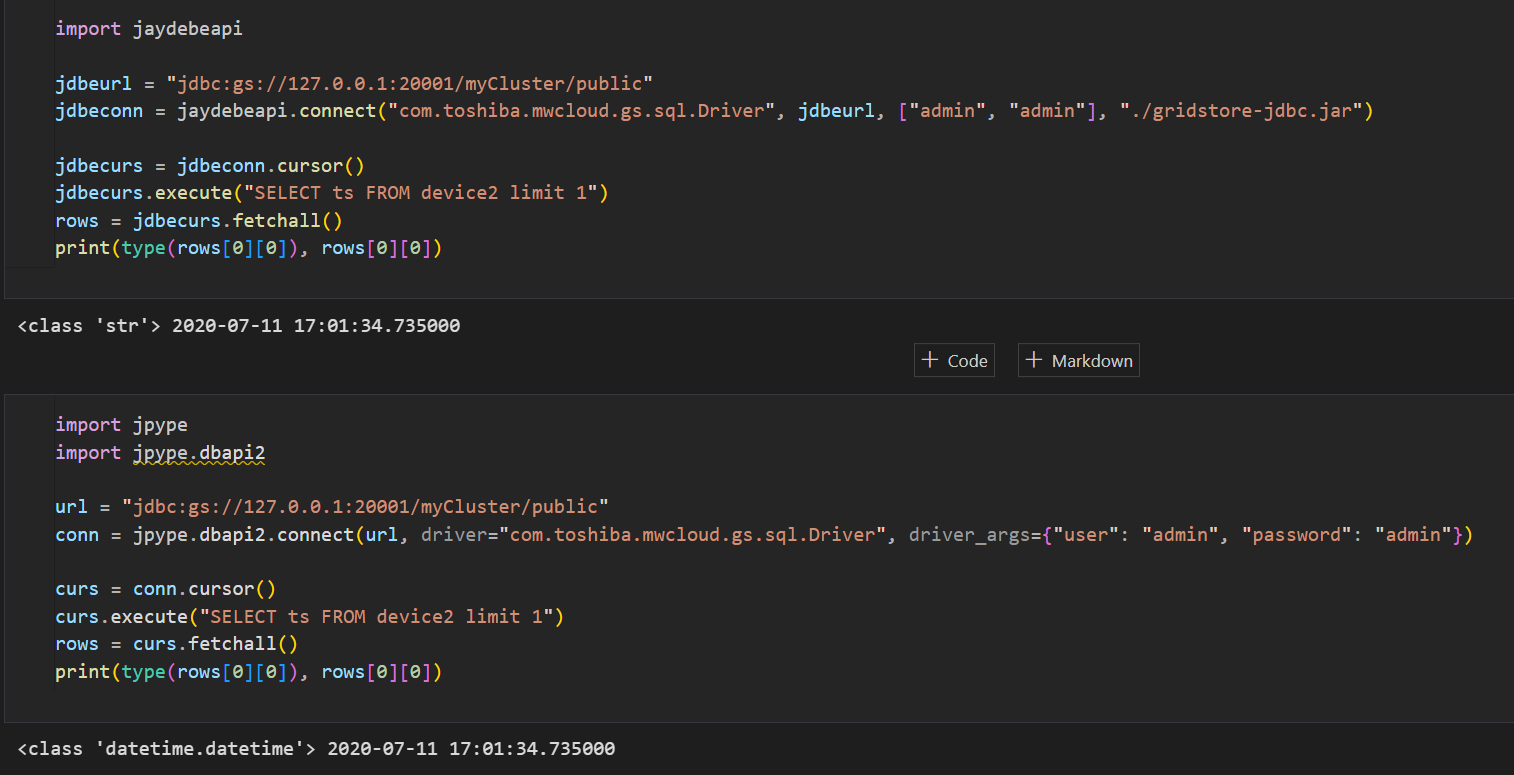 import jaydebeapi
jdbeurl = "jdbc:gs://127.0.0.1:20001/myCluster/public"
jdbeconn = jaydebeapi.connect("com.toshiba.mwcloud.gs.sql.Driver", jdbeurl, ["admin", "admin"], "./gridstore-jdbc.jar")
jdbecurs = jdbeconn.cursor()
jdbecurs.execute("SELECT ts FROM device2 limit 1")
rows = jdbecurs.fetchall()
print(type(rows[0][0]), rows[0][0])
<class 'str'> 2020-07-11 17:01:34.735000
+ Code + Markdown
import jpype
import jpype.dbapi2
url = "jdbc:gs://127.0.0.1:20001/myCluster/public"
conn = jpype.dbapi2.connect(url, driver="com.toshiba.mwcloud.gs.sql.Driver", driver_args={"user": "admin", "password": "admin"})
curs = conn.cursor()
curs.execute("SELECT ts FROM device2 limit 1")
rows = curs.fetchall()
print(type(rows[0][0]), rows[0][0])
<class 'datetime.datetime'> 2020-07-11 17:01:34.735000